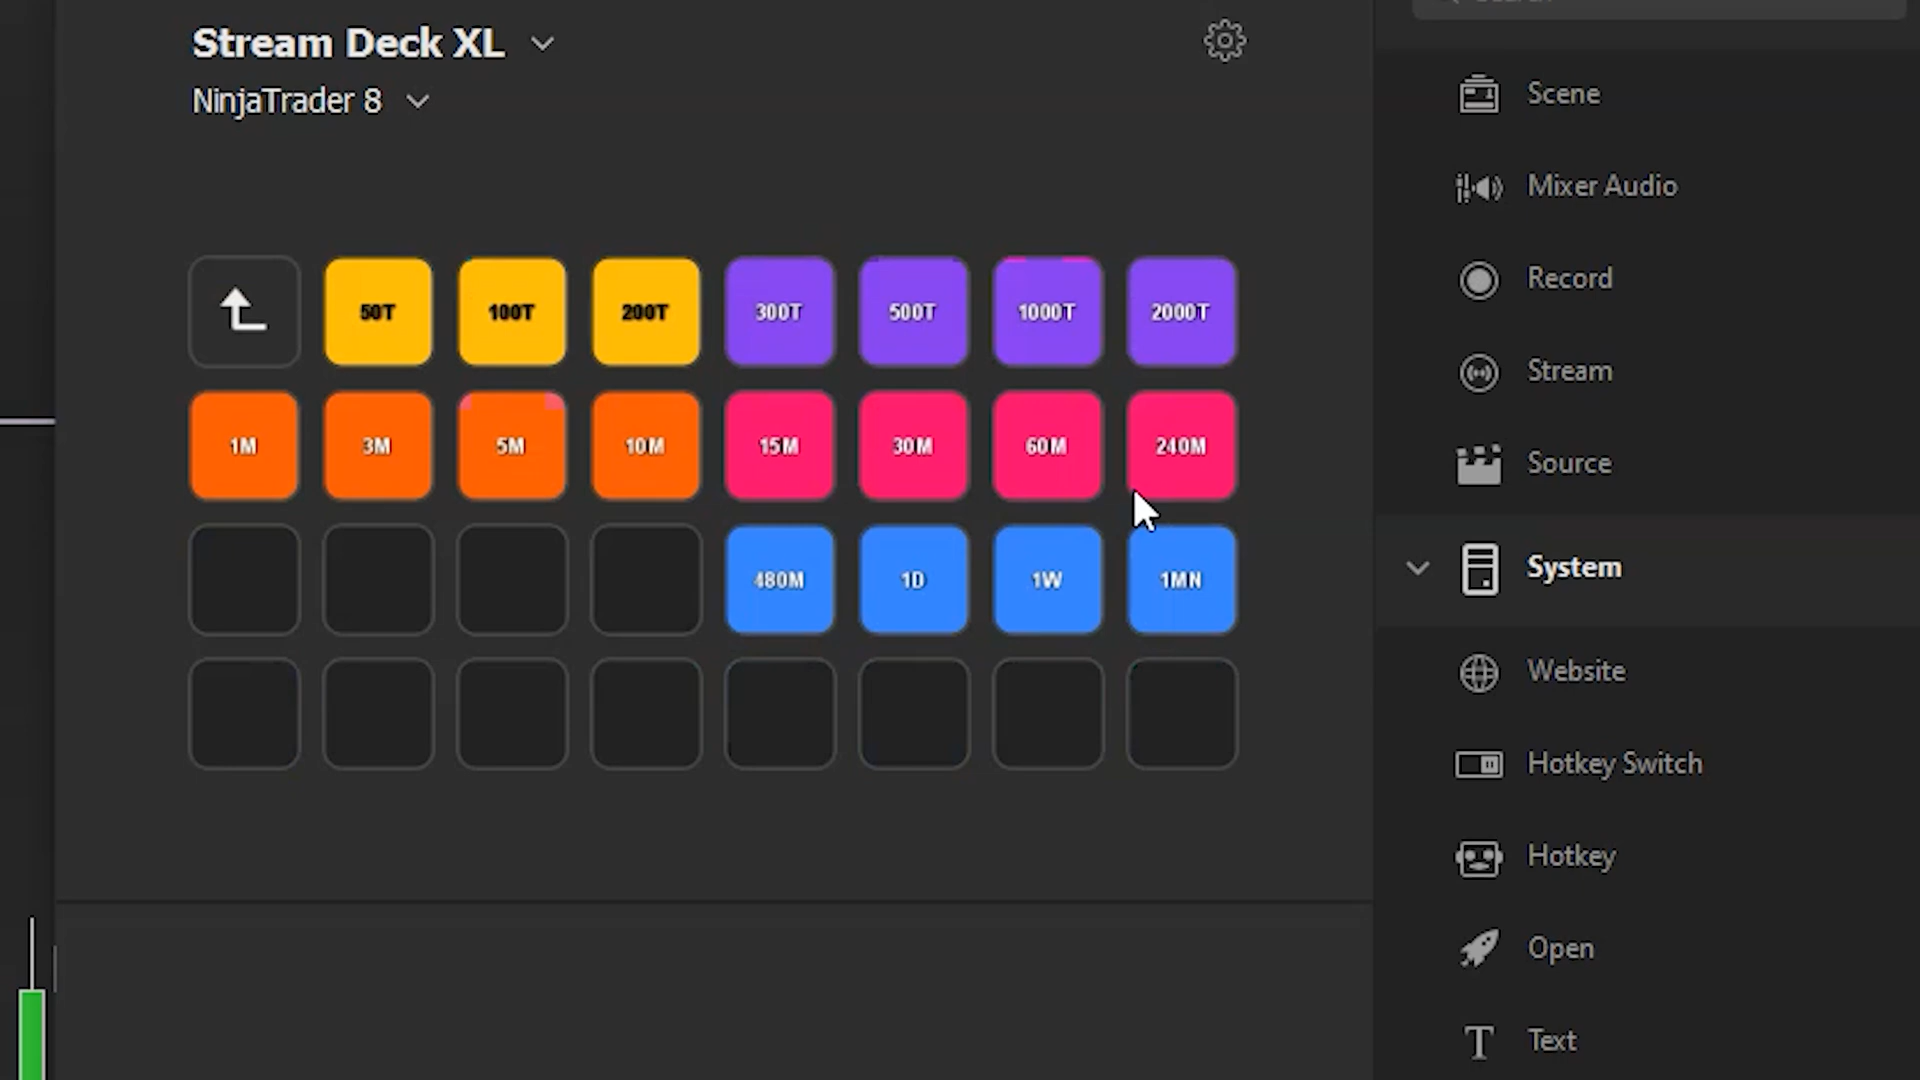 Stream Deck XL
NinjaTrader 8
50T 100T 200T 300T 500T 1000T 2000T
1M 3M 5M 10M 15M 30M 60M 240M
480M 1D 1W 1MN
Scene
Mixer Audio
Record
Stream
Source
System
Website
Hotkey Switch
Hotkey
Open
Text